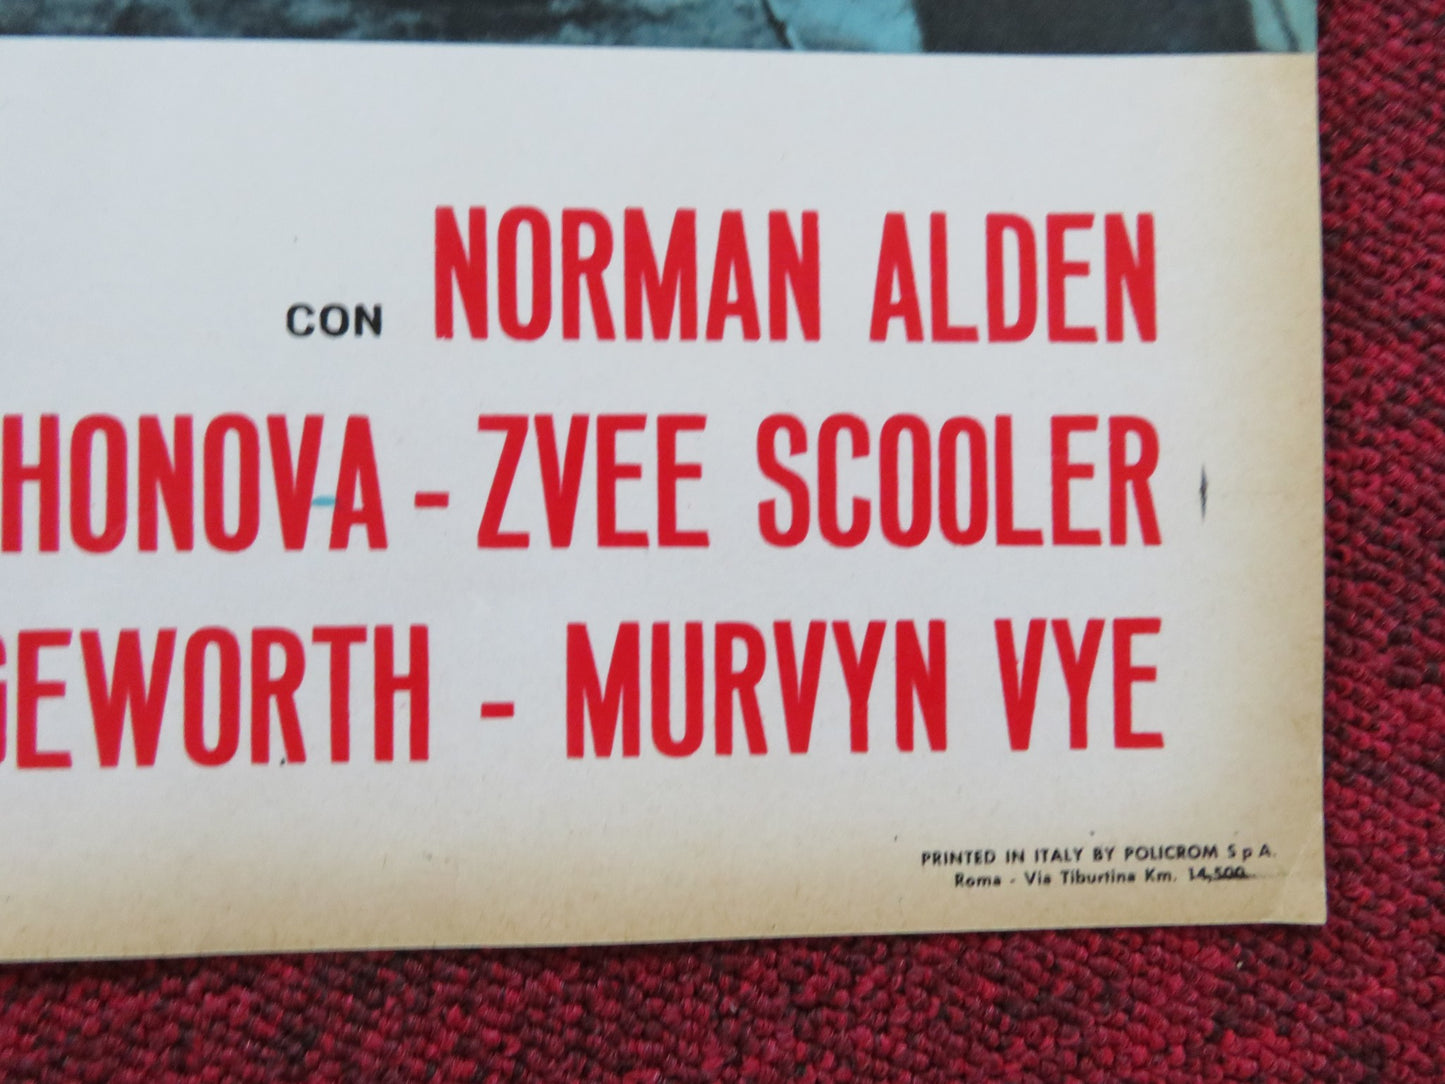 CON NORMAN ALDEN
HONOVA - ZVEE SCOOLER
GEWORTH - MURVYN VYE
PRINTED IN ITALY BY POLICROM S p A.
Roma - Via Tiburtina Km. 14,500